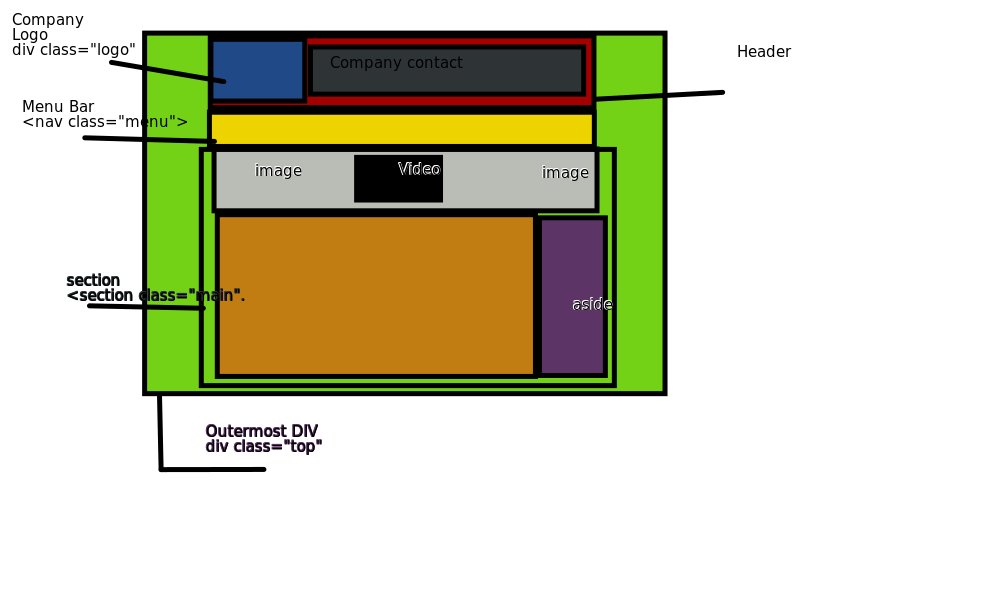 Company
Logo
div class="logo"
Company contact
Header
Menu Bar
<nav class="menu">
image
Video
image
section
<section class="main".
aside
Outermost DIV
div class="top"